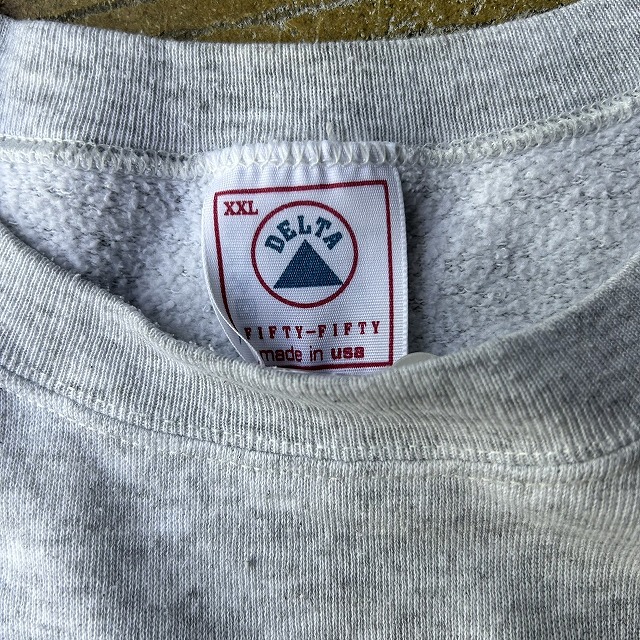 XXL
DELTA
FIFTY-FIFTY
made in usa